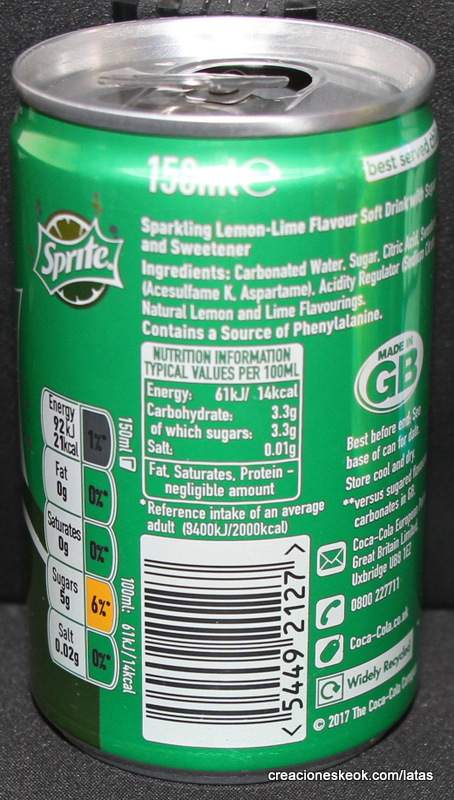 150ml e
best served
Sprite
Sparkling Lemon-Lime Flavour Soft Drink with
and Sweetener
Ingredients: Carbonated Water, Sugar, Citric Acid,
(Acesulfame K, Aspartame), Acidity Regulator
Natural Lemon and Lime Flavourings.
Contains a Source of Phenylalanine.
NUTRITION INFORMATION
TYPICAL VALUES PER 100ML
Energy: 61kJ/ 14kcal
Carbohydrate: 3.3g
of which sugars: 3.3g
Salt: 0.01g
Fat, Saturates, Protein -
negligible amount
*Reference intake of an average
adult (8400kJ/2000kcal)
MADE IN
GB
Best before end: See
base of can for date.
Store cool and dry.
**versus sugared
carbonates in GB.
Coca-Cola European
Great Britain Limited
Uxbridge UB8 1EZ
0800 227711
Coca-Cola.co.uk
Widely Recycled
© 2017 The Coca-Cola
150ml
Energy
92kJ
21kcal
1%*
Fat
0g
0%*
Saturates
0g
0%*
Sugars
5g
6%*
Salt
0.02g
0%*
100ml: 61kJ/14kcal
<5449 2127>
creacioneskeok.com/latas